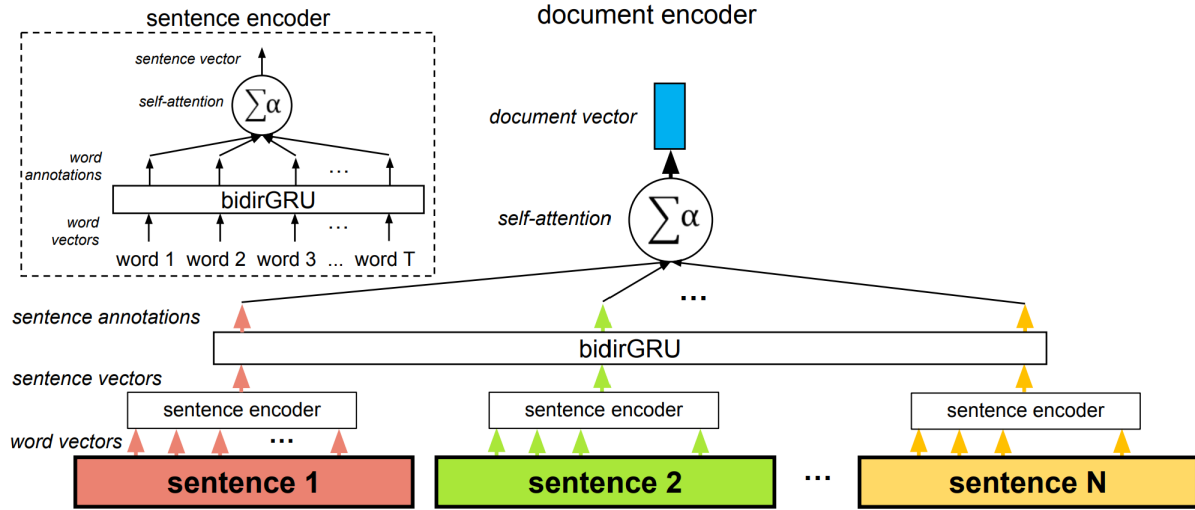 sentence encoder
sentence vector
self-attention
∑α
word
annotations
...
bidirGRU
word
vectors
...
word 1 word 2 word 3 ... word T
document encoder
document vector
self-attention
∑α
...
sentence annotations
bidirGRU
sentence vectors
sentence encoder sentence encoder sentence encoder
word vectors
...
sentence 1 sentence 2 ... sentence N